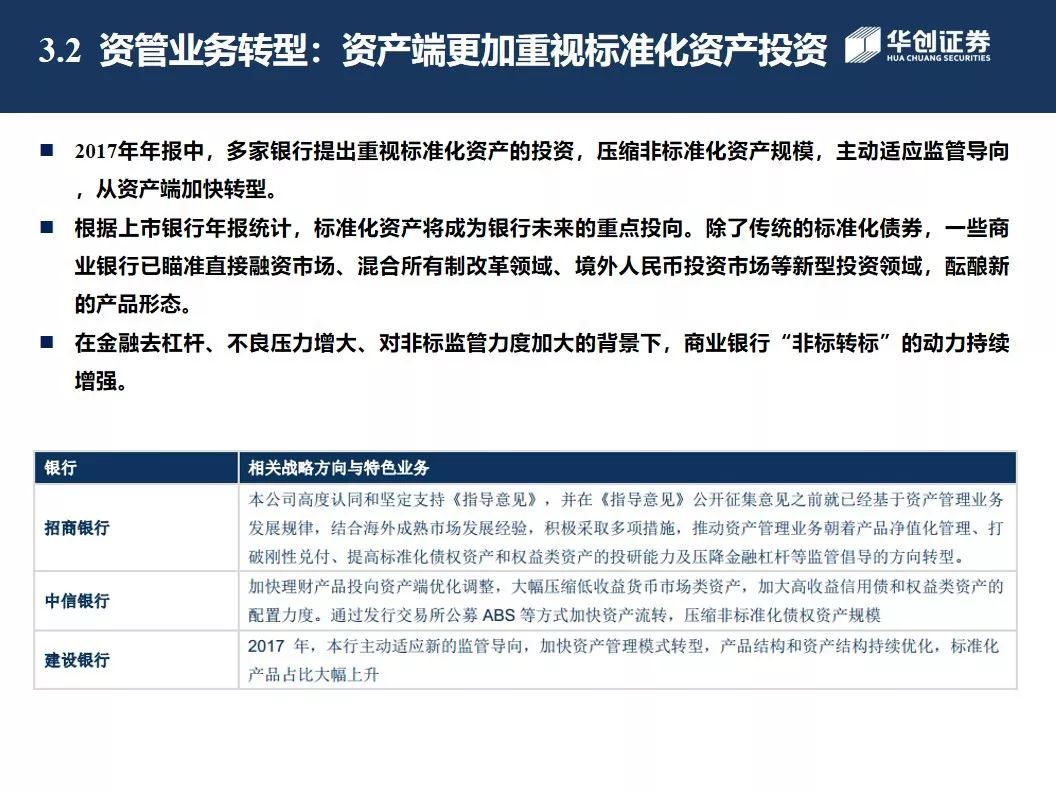 3.2 资管业务转型：资产端更加重视标准化资产投资
华创证券
HUA CHUANG SECURITIES
■ 2017年年报中，多家银行提出重视标准化资产的投资，压缩非标准化资产规模，主动适应监管导向
，从资产端加快转型。
■ 根据上市银行年报统计，标准化资产将成为银行未来的重点投向。除了传统的标准化债券，一些商
业银行已瞄准直接融资市场、混合所有制改革领域、境外人民币投资市场等新型投资领域，酝酿新
的产品形态。
■ 在金融去杠杆、不良压力增大、对非标监管力度加大的背景下，商业银行“非标转标”的动力持续
增强。
银行 相关战略方向与特色业务
招商银行
本公司高度认同和坚定支持《指导意见》，并在《指导意见》公开征集意见之前就已经基于资产管理业务
发展规律，结合海外成熟市场发展经验，积极采取多项措施，推动资产管理业务朝着产品净值化管理、打
破刚性兑付、提高标准化债权资产和权益类资产的投研能力及压降金融杠杆等监管倡导的方向转型。
中信银行
加快理财产品投向资产端优化调整，大幅压缩低收益货币市场类资产，加大高收益信用债和权益类资产的
配置力度。通过发行交易所公募 ABS 等方式加快资产流转，压缩非标准化债权资产规模
建设银行
2017 年，本行主动适应新的监管导向，加快资产管理模式转型，产品结构和资产结构持续优化，标准化
产品占比大幅上升